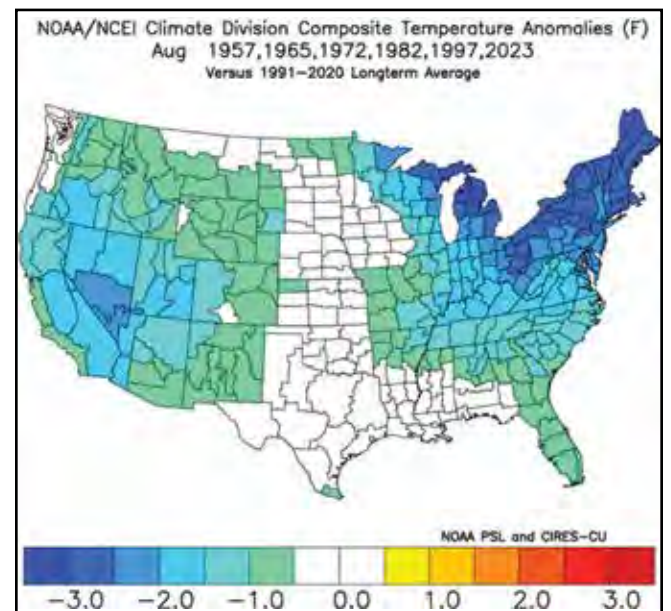 NOAA/NCEI Climate Division Composite Temperature Anomalies (F)
Aug 1957,1965,1972,1982,1997,2023
Versus 1991–2020 Longterm Average
NOAA PSL and CIRES–CU
−3.0 −2.0 −1.0 0.0 1.0 2.0 3.0